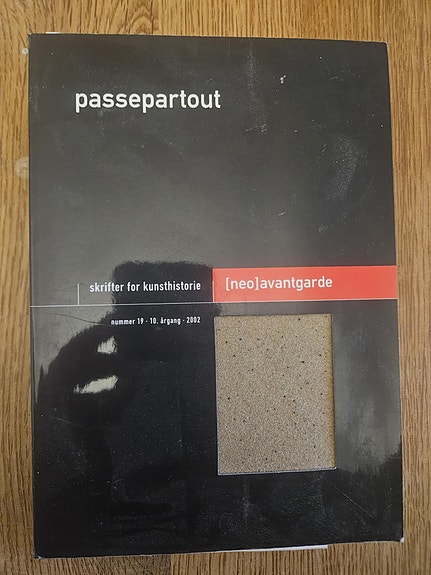 passepartout
skrifter for kunsthistorie
[neo]avantgarde
nummer 19 · 10. årgang · 2002